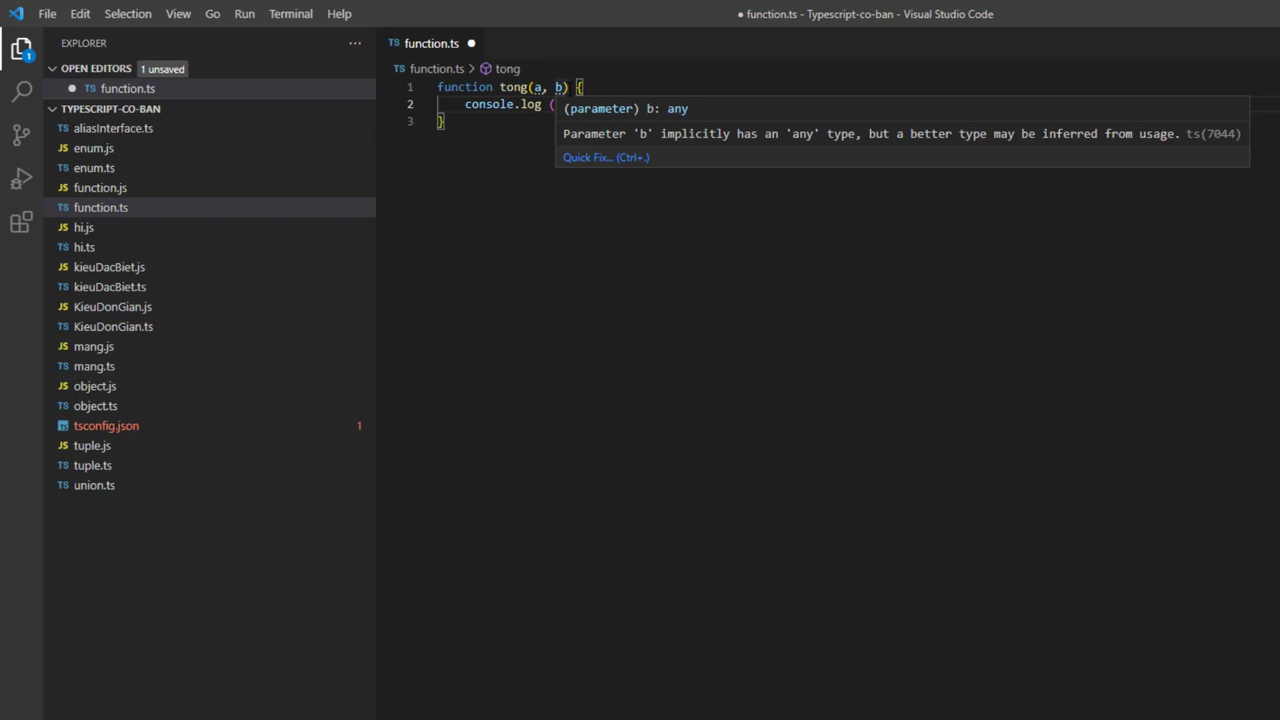 File Edit Selection View Go Run Terminal Help
● function.ts - Typescript-co-ban - Visual Studio Code
EXPLORER
OPEN EDITORS 1 unsaved
TS function.ts
TYPESCRIPT-CO-BAN
TS aliasInterface.ts
JS enum.js
TS enum.ts
JS function.js
TS function.ts
JS hi.js
TS hi.ts
JS kieuDacBiet.js
TS kieuDacBiet.ts
JS KieuDonGian.js
TS KieuDonGian.ts
JS mang.js
TS mang.ts
JS object.js
TS object.ts
tsconfig.json 1
JS tuple.js
TS tuple.ts
TS union.ts
1
TS function.ts
TS function.ts > tong
1 function tong(a, b) {
2 console.log (
3 }
(parameter) b: any
Parameter 'b' implicitly has an 'any' type, but a better type may be inferred from usage. ts(7044)
Quick Fix... (Ctrl+.)